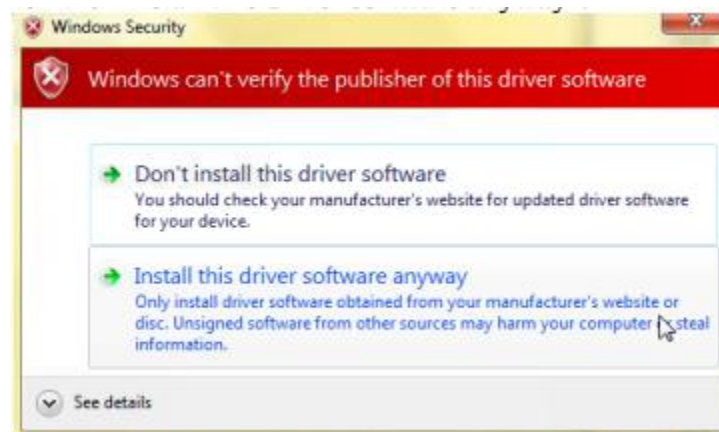 Windows Security
Windows can't verify the publisher of this driver software
Don't install this driver software
You should check your manufacturer's website for updated driver software
for your device.
Install this driver software anyway
Only install driver software obtained from your manufacturer's website or
disc. Unsigned software from other sources may harm your computer steal
information.
See details